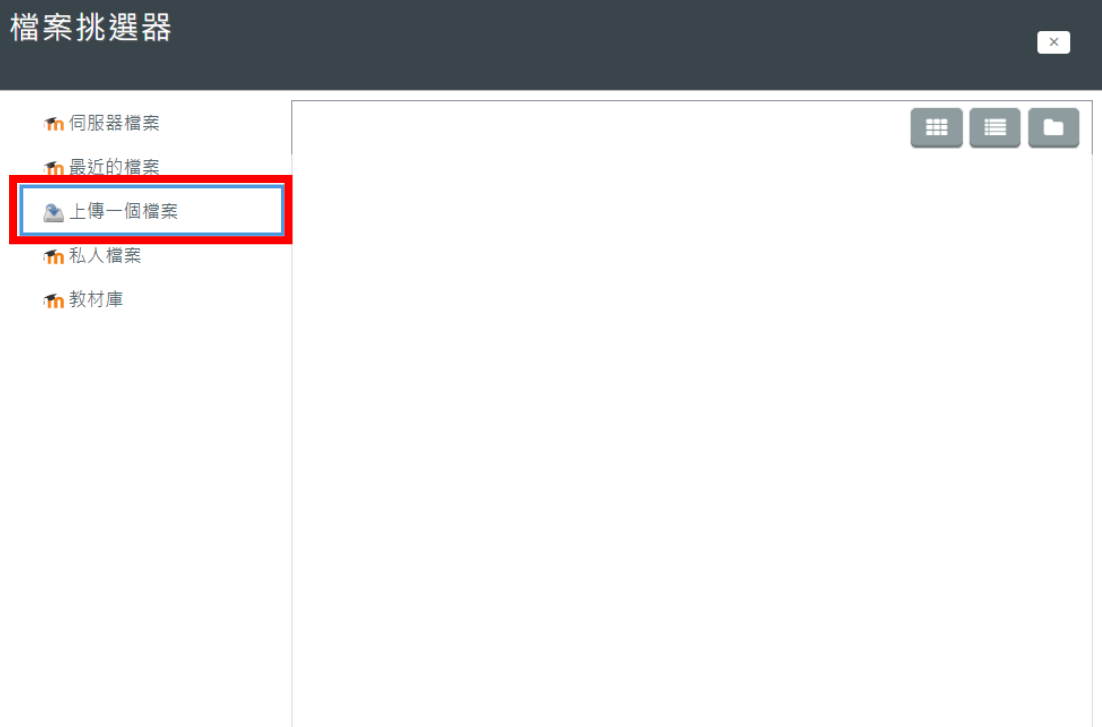 檔案挑選器
伺服器檔案
最近的檔案
上傳一個檔案
私人檔案
教材庫